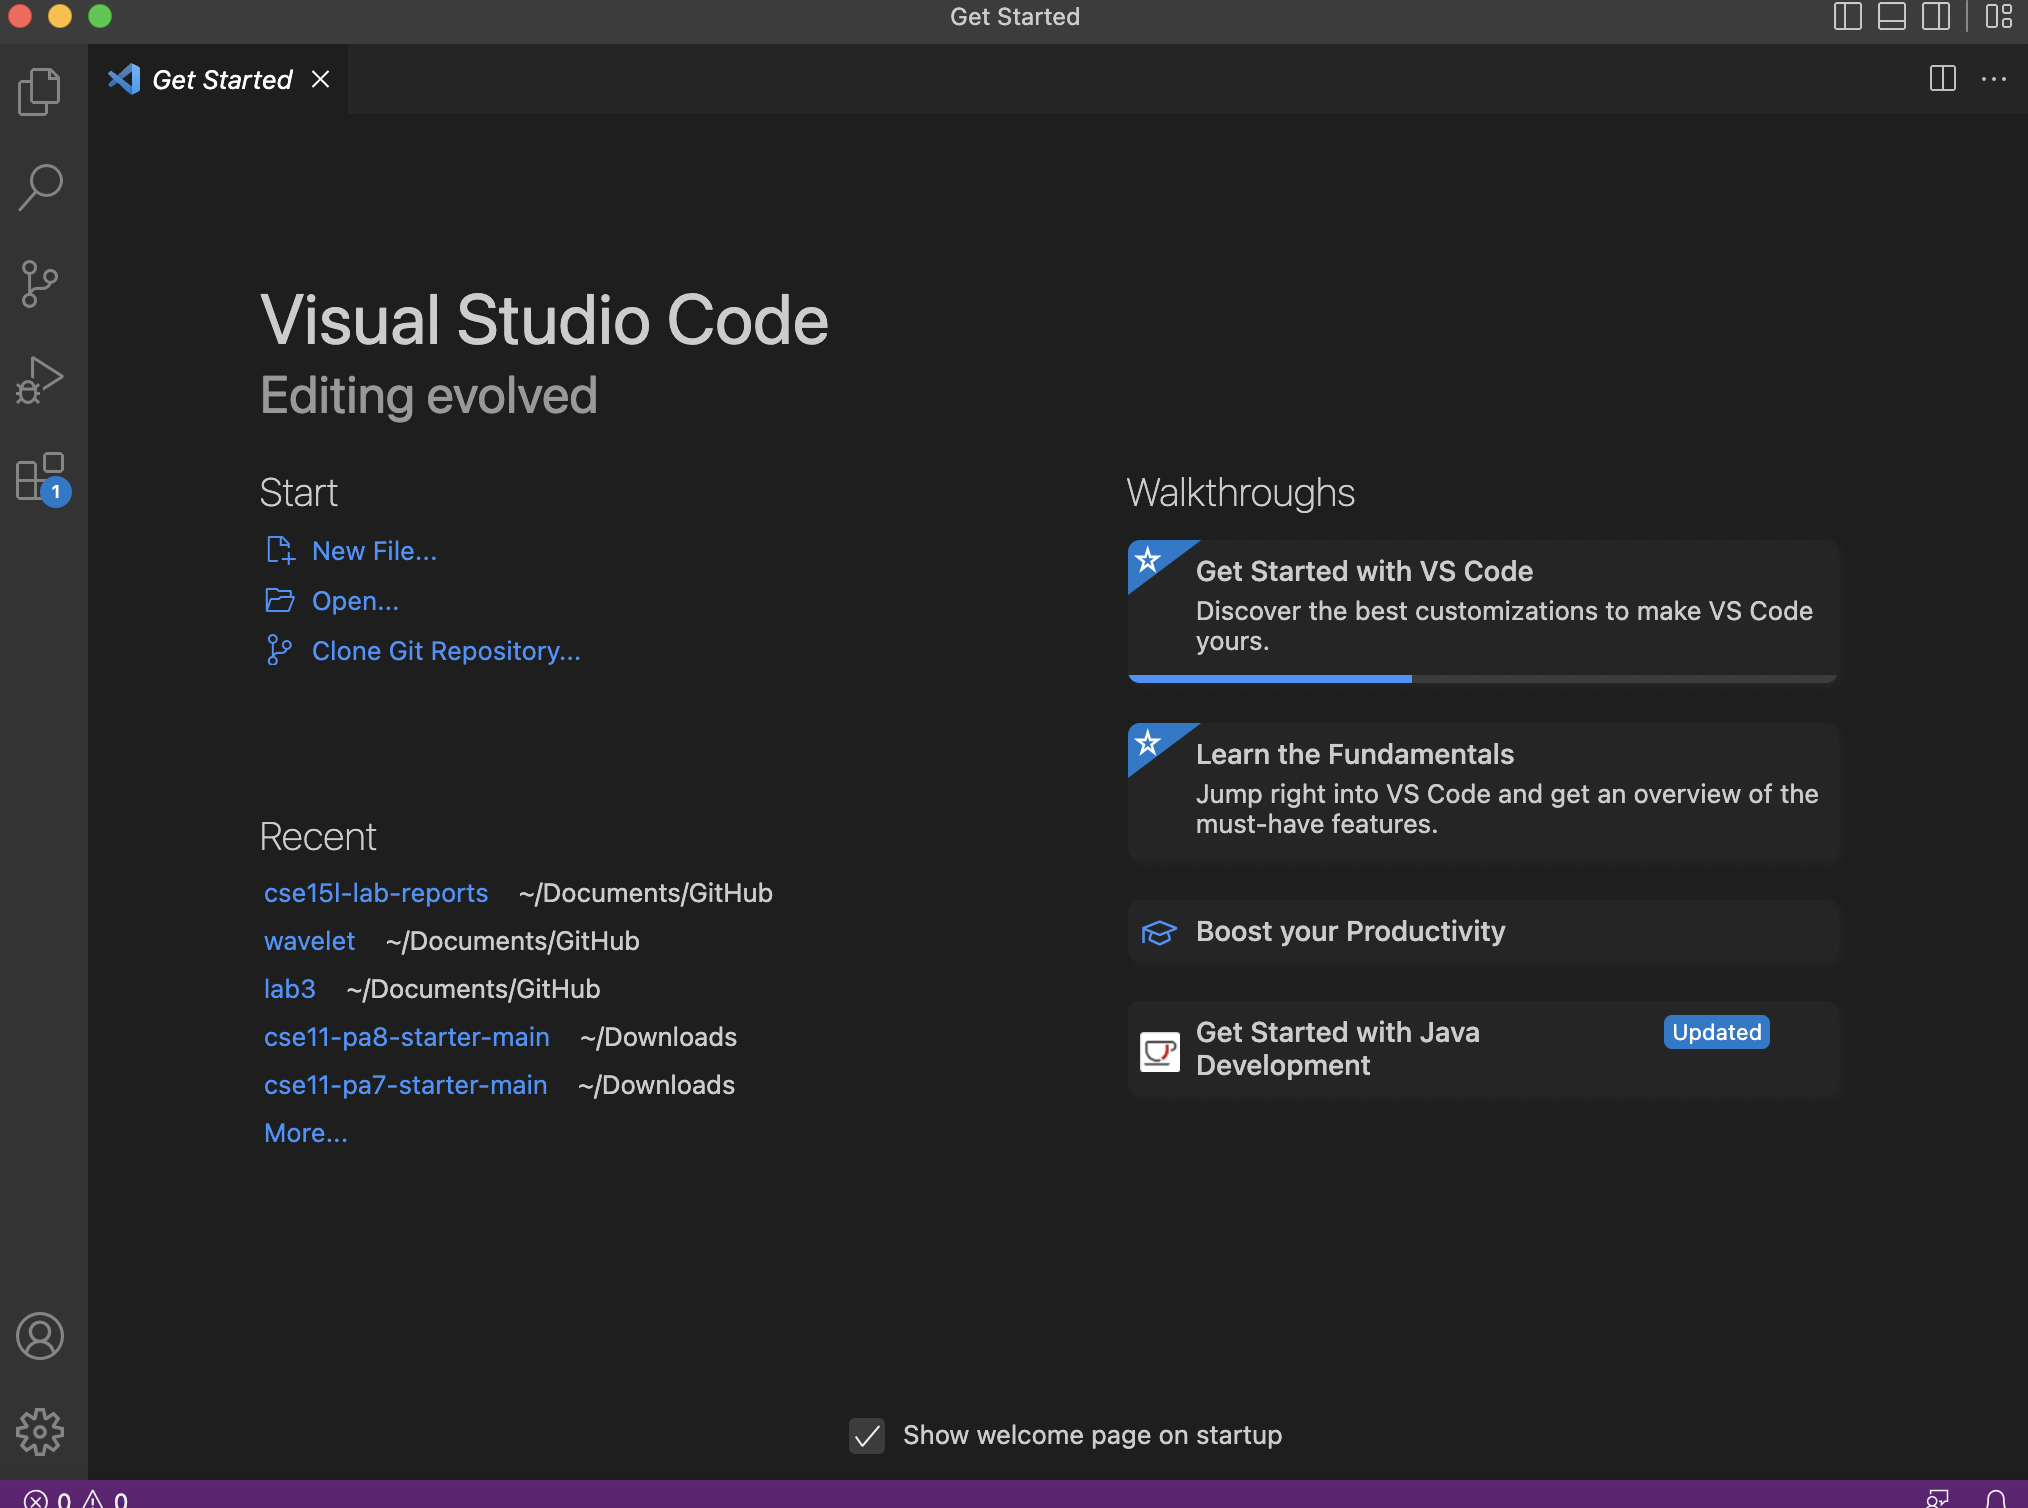 Get Started
Get Started
Visual Studio Code
Editing evolved
Start
New File...
Open...
Clone Git Repository...
Recent
cse15l-lab-reports ~/Documents/GitHub
wavelet ~/Documents/GitHub
lab3 ~/Documents/GitHub
cse11-pa8-starter-main ~/Downloads
cse11-pa7-starter-main ~/Downloads
More...
Walkthroughs
Get Started with VS Code
Discover the best customizations to make VS Code
yours.
Learn the Fundamentals
Jump right into VS Code and get an overview of the
must-have features.
Boost your Productivity
Get Started with Java
Development
Updated
1
Show welcome page on startup
0 0